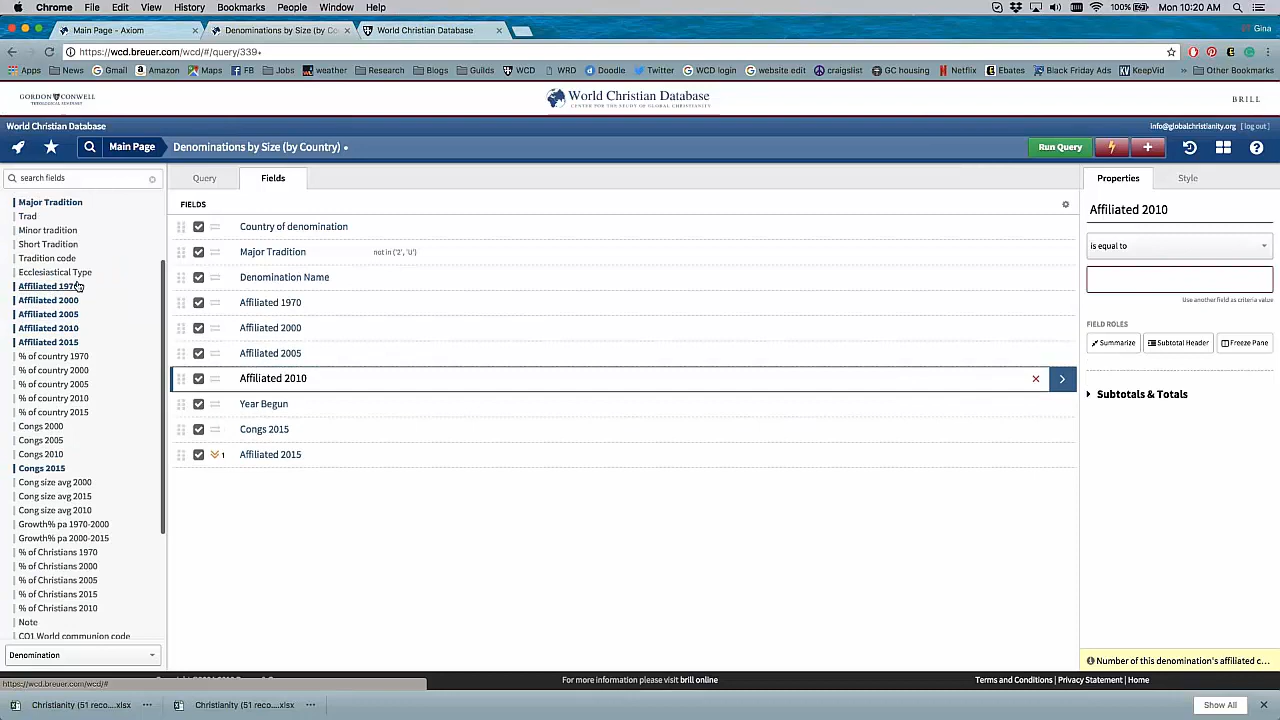 Chrome File Edit View History Bookmarks People Window Help 100% Mon 10:20 AM
Main Page - Axiom Denominations by Size (by Co World Christian Database Gina
https://wcd.breuer.com/wcd/#/query/339
Apps News Gmail Amazon Maps FB Jobs weather Research Blogs Guilds WCD WRD Doodle Twitter WCD login website edit craigslist GC housing Netflix Ebates Black Friday Ads KeepVid » Other Bookmarks
GORDON CONWELL
THEOLOGICAL SEMINARY
World Christian Database
CENTER FOR THE STUDY OF GLOBAL CHRISTIANITY
BRILL
World Christian Database info@globalchristianity.org [ log out ]
Main Page Denominations by Size (by Country) • Run Query
search fields
Query Fields
Properties Style
FIELDS
Major Tradition
Trad
Minor tradition
Short Tradition
Tradition code
Ecclesiastical Type
Affiliated 1970
Affiliated 2000
Affiliated 2005
Affiliated 2010
Affiliated 2015
% of country 1970
% of country 2000
% of country 2005
% of country 2010
% of country 2015
Congs 2000
Congs 2005
Congs 2010
Congs 2015
Cong size avg 2000
Cong size avg 2015
Cong size avg 2010
Growth% pa 1970-2000
Growth% pa 2000-2015
% of Christians 1970
% of Christians 2000
% of Christians 2005
% of Christians 2015
% of Christians 2010
Note
CO1 World communion code
Denomination
Country of denomination
Major Tradition not in ('2', 'U')
Denomination Name
Affiliated 1970
Affiliated 2000
Affiliated 2005
Affiliated 2010
Year Begun
Congs 2015
1 Affiliated 2015
Affiliated 2010
is equal to
Use another field as criteria value
FIELD ROLES
Summarize Subtotal Header Freeze Pane
Subtotals & Totals
Number of this denomination's affiliated c...
https://wcd.breuer.com/wcd/#
For more information please visit brill online
Terms and Conditions | Privacy Statement | Home
Christianity (51 reco....xlsx Christianity (51 reco....xlsx Show All